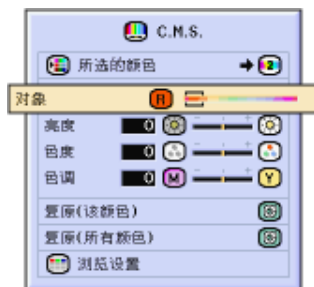 C.M.S.
所选的颜色 2
对象 R
亮度 0
色度 0
色调 0 M Y
复原(该颜色)
复原(所有颜色)
浏览设置